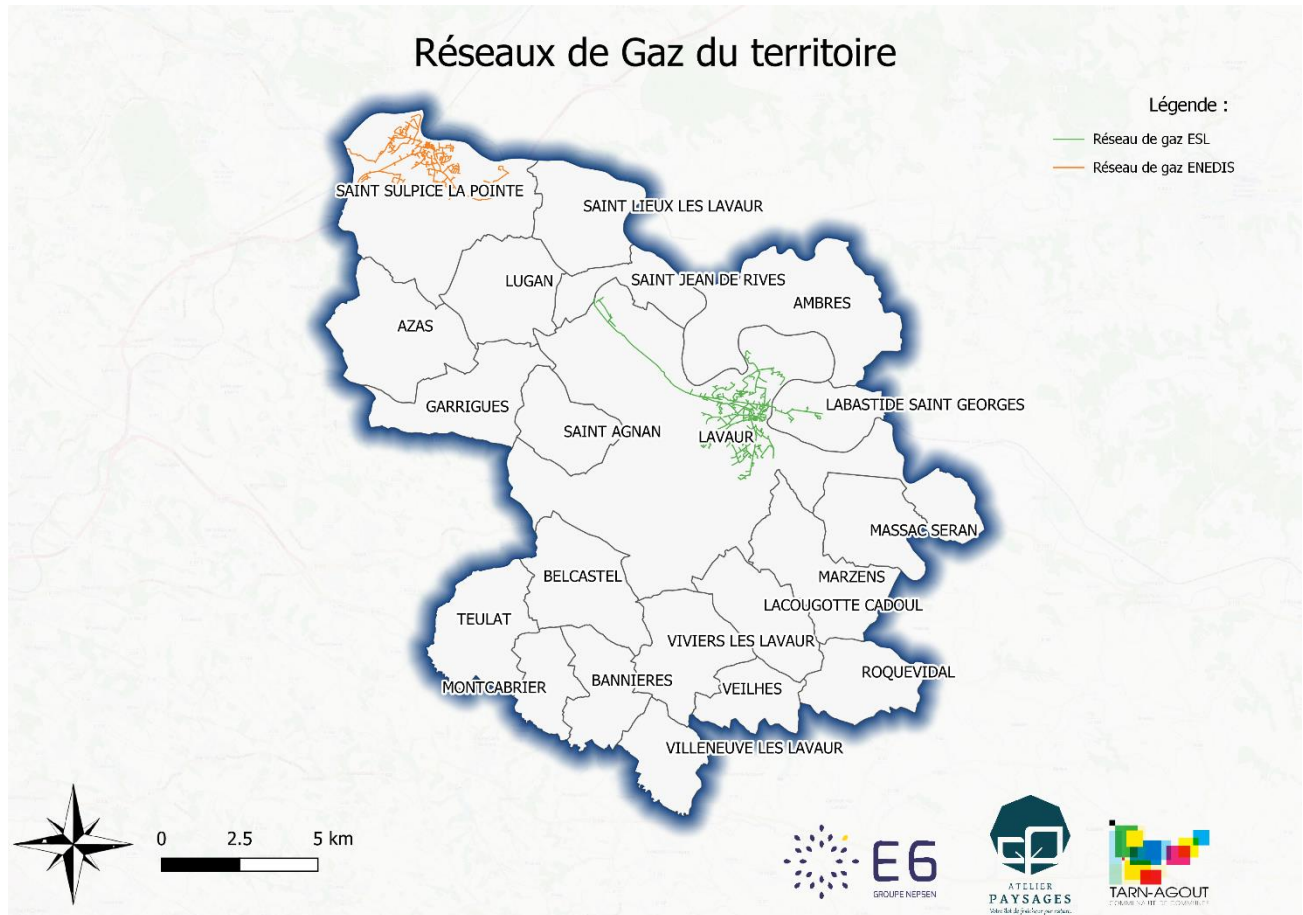 Réseaux de Gaz du territoire
Légende :
Réseau de gaz ESL
Réseau de gaz ENEDIS
SAINT SULPICE LA POINTE
SAINT LIEUX LES LAVAUR
LUGAN
SAINT JEAN DE RIVES
AMBRES
AZAS
GARRIGUES
LABASTIDE SAINT GEORGES
SAINT AGNAN
LAVAUR
MASSAC SERAN
BELCASTEL
MARZENS
LACOUGOTTE CADOUL
TEULAT
VIVIERS LES LAVAUR
ROQUEVIDAL
BANNIERES
MONTCABRIER
VEILHES
VILLENEUVE LES LAVAUR
0 2.5 5 km
E6
GROUPE NEPSEN
ATELIER
PAYSAGES
TARN-AGOUT
COMMUNAUTÉ DE COMMUNES